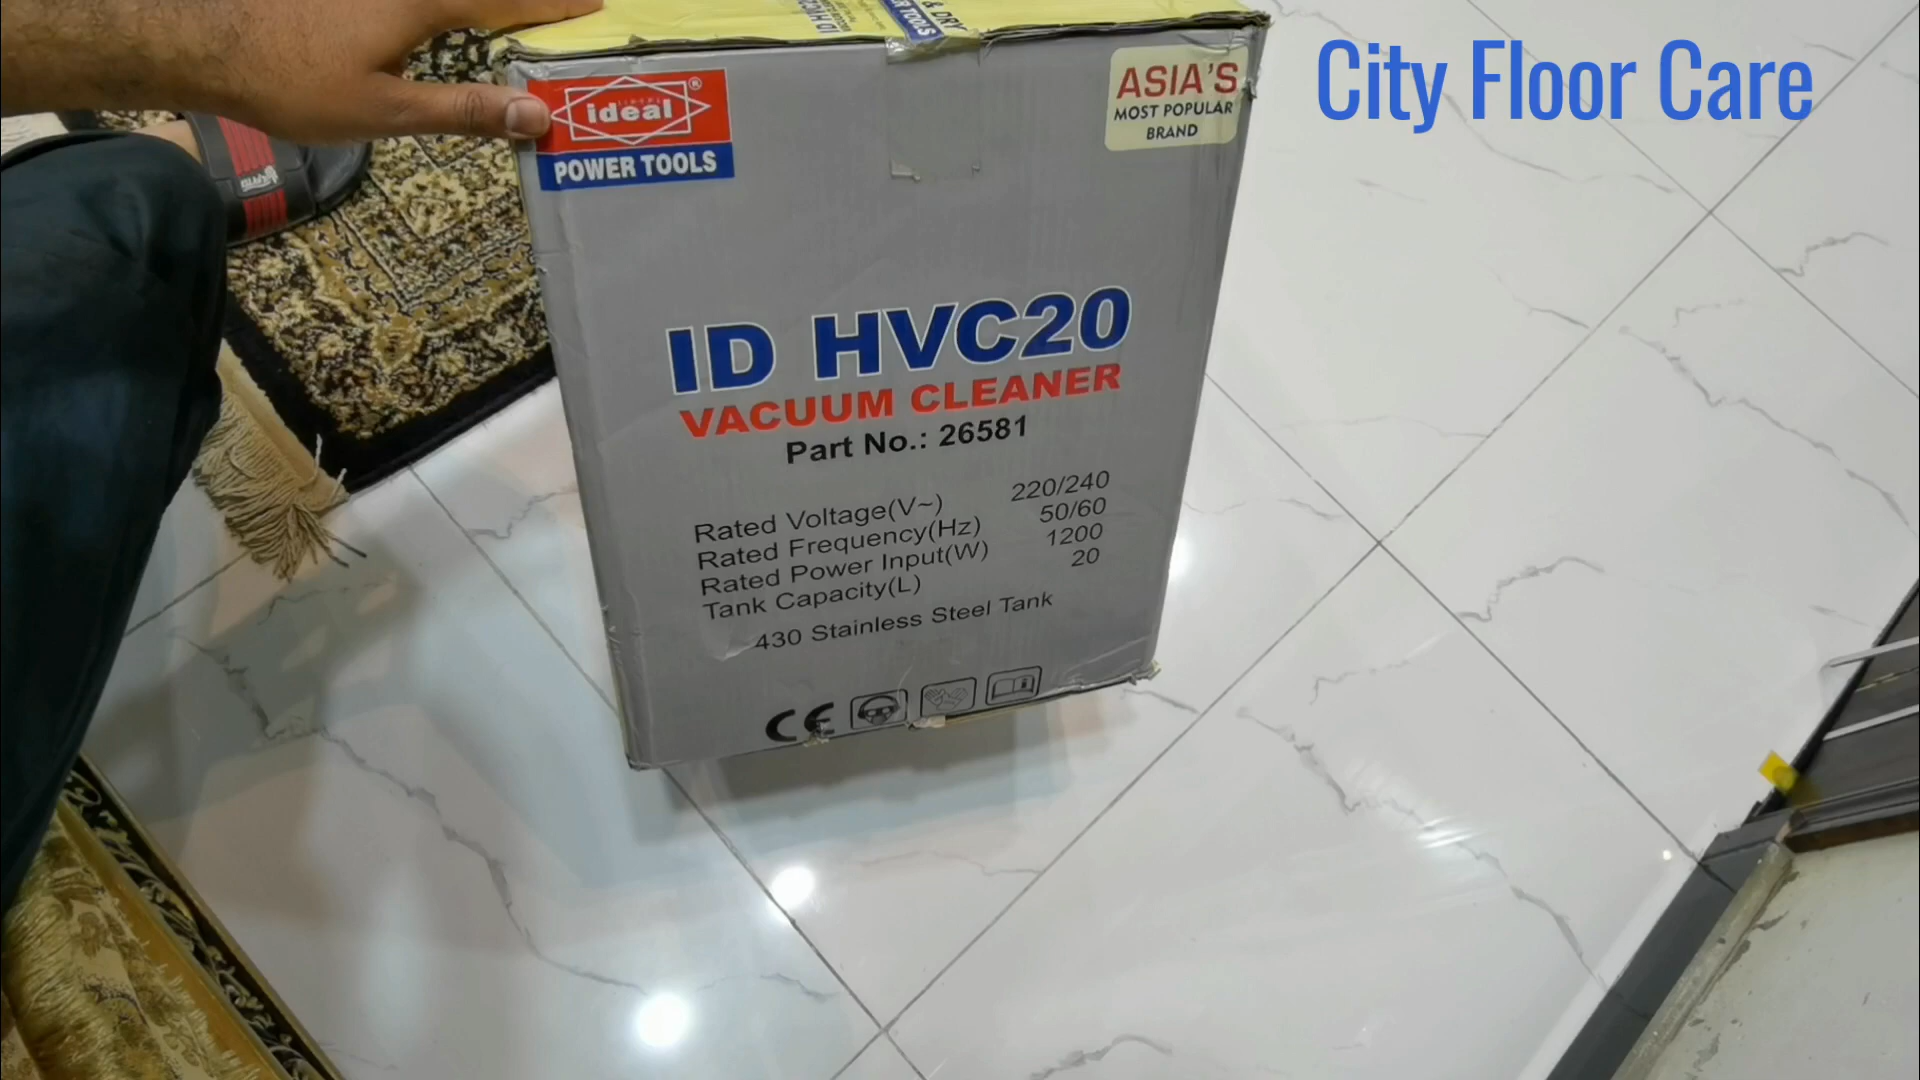 & DRY
TOOLS
ideal®
POWER TOOLS
ASIA'S
MOST POPULAR
BRAND
City Floor Care
ID HVC20
VACUUM CLEANER
Part No.: 26581
Rated Voltage(V~) 220/240
Rated Frequency(Hz) 50/60
Rated Power Input(W) 1200
Tank Capacity(L) 20
430 Stainless Steel Tank
CE